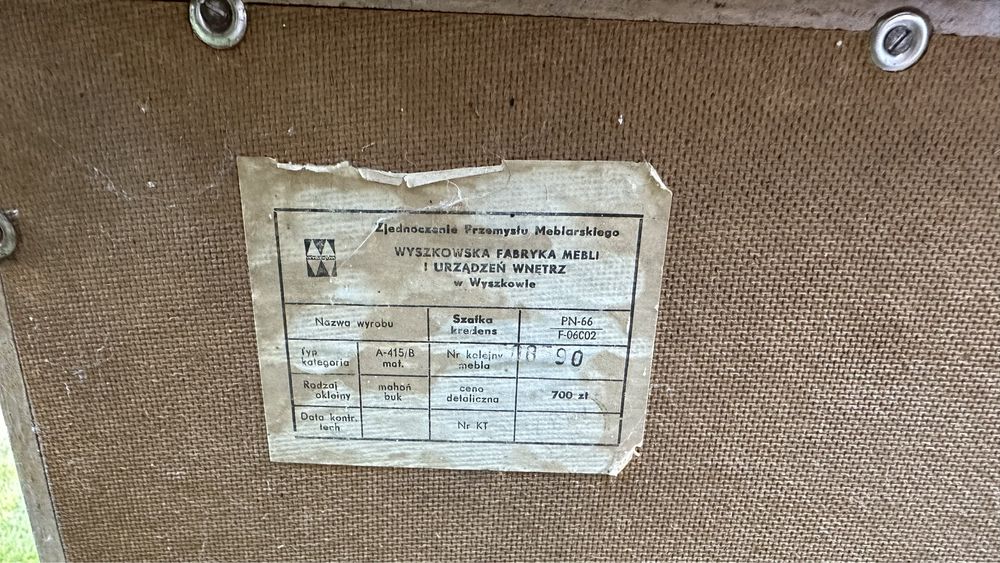 Zjednoczenie Przemysłu Meblarskiego
WYSZKOWSKA FABRYKA MEBLI
I URZĄDZEŃ WNĘTRZ
w Wyszkowie
Nazwa wyrobu
Szafka kredens
PN-66
F-06002
Typ kategoria
A-415/B mat.
Nr kolejny mebla
90
Rodzaj okleiny
mahoń buk
cena detaliczna
700 zł
Data kontr. tech
Nr KT